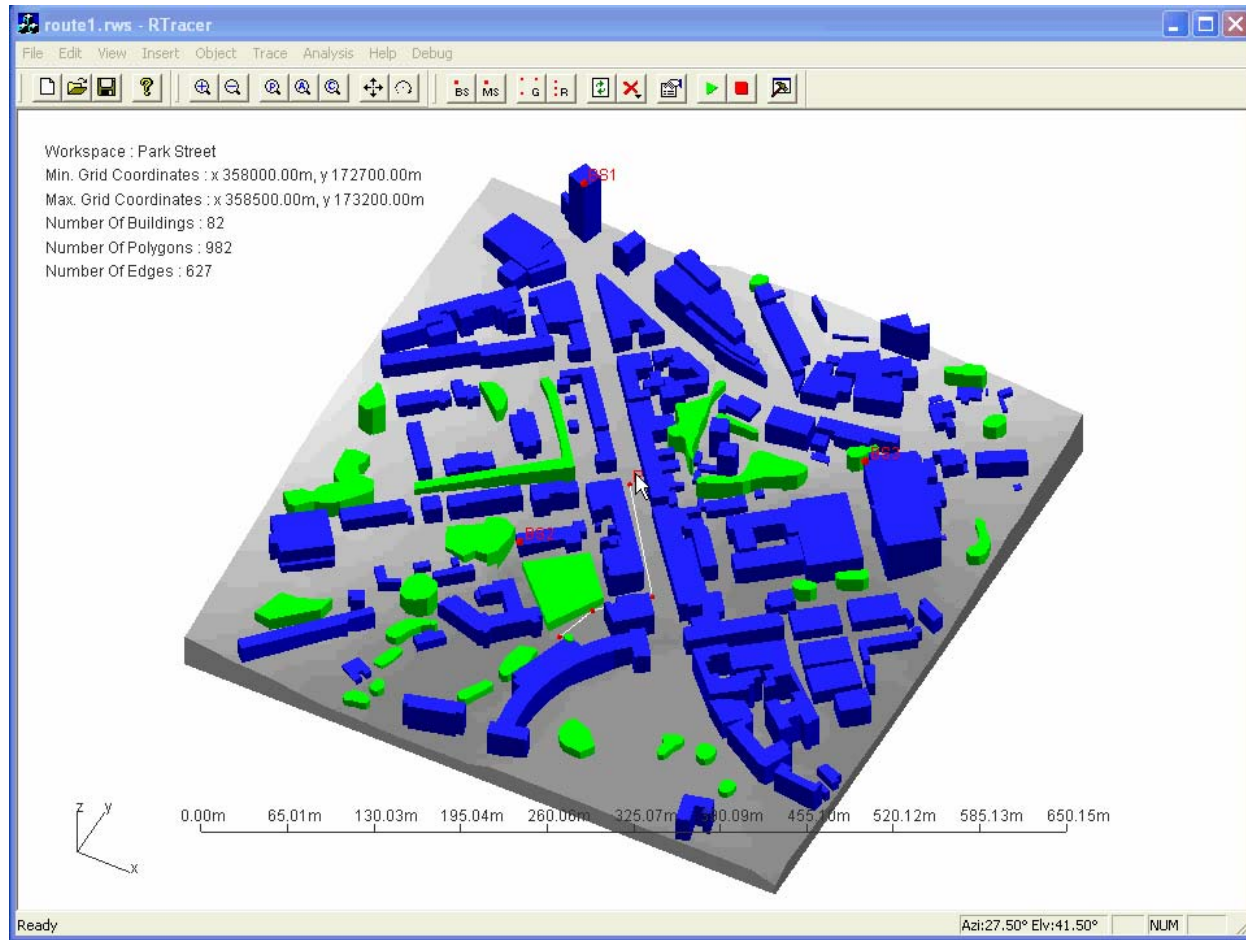 route1.rws - RTracer
File Edit View Insert Object Trace Analysis Help Debug
BS MS G R
Workspace : Park Street
Min. Grid Coordinates : x 358000.00m, y 172700.00m
Max. Grid Coordinates : x 358500.00m, y 173200.00m
Number Of Buildings : 82
Number Of Polygons : 982
Number Of Edges : 627
BS1
BS3
BS2
z y x
0.00m 65.01m 130.03m 195.04m 260.06m 325.07m 390.09m 455.10m 520.12m 585.13m 650.15m
Ready
Azi:27.50° Elv:41.50° NUM